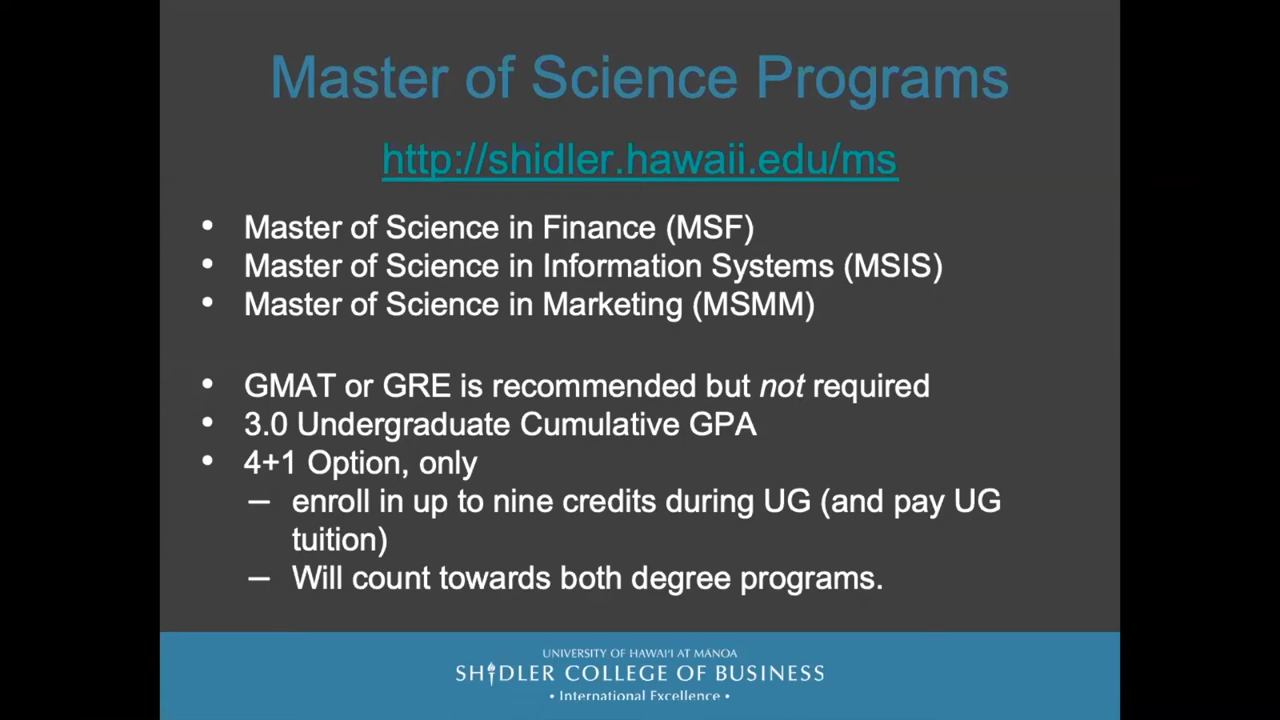 Master of Science Programs
http://shidler.hawaii.edu/ms
• Master of Science in Finance (MSF)
• Master of Science in Information Systems (MSIS)
• Master of Science in Marketing (MSMM)
• GMAT or GRE is recommended but not required
• 3.0 Undergraduate Cumulative GPA
• 4+1 Option, only
– enroll in up to nine credits during UG (and pay UG
tuition)
– Will count towards both degree programs.
UNIVERSITY OF HAWAI'I AT MĀNOA
SHIDLER COLLEGE OF BUSINESS
• International Excellence •